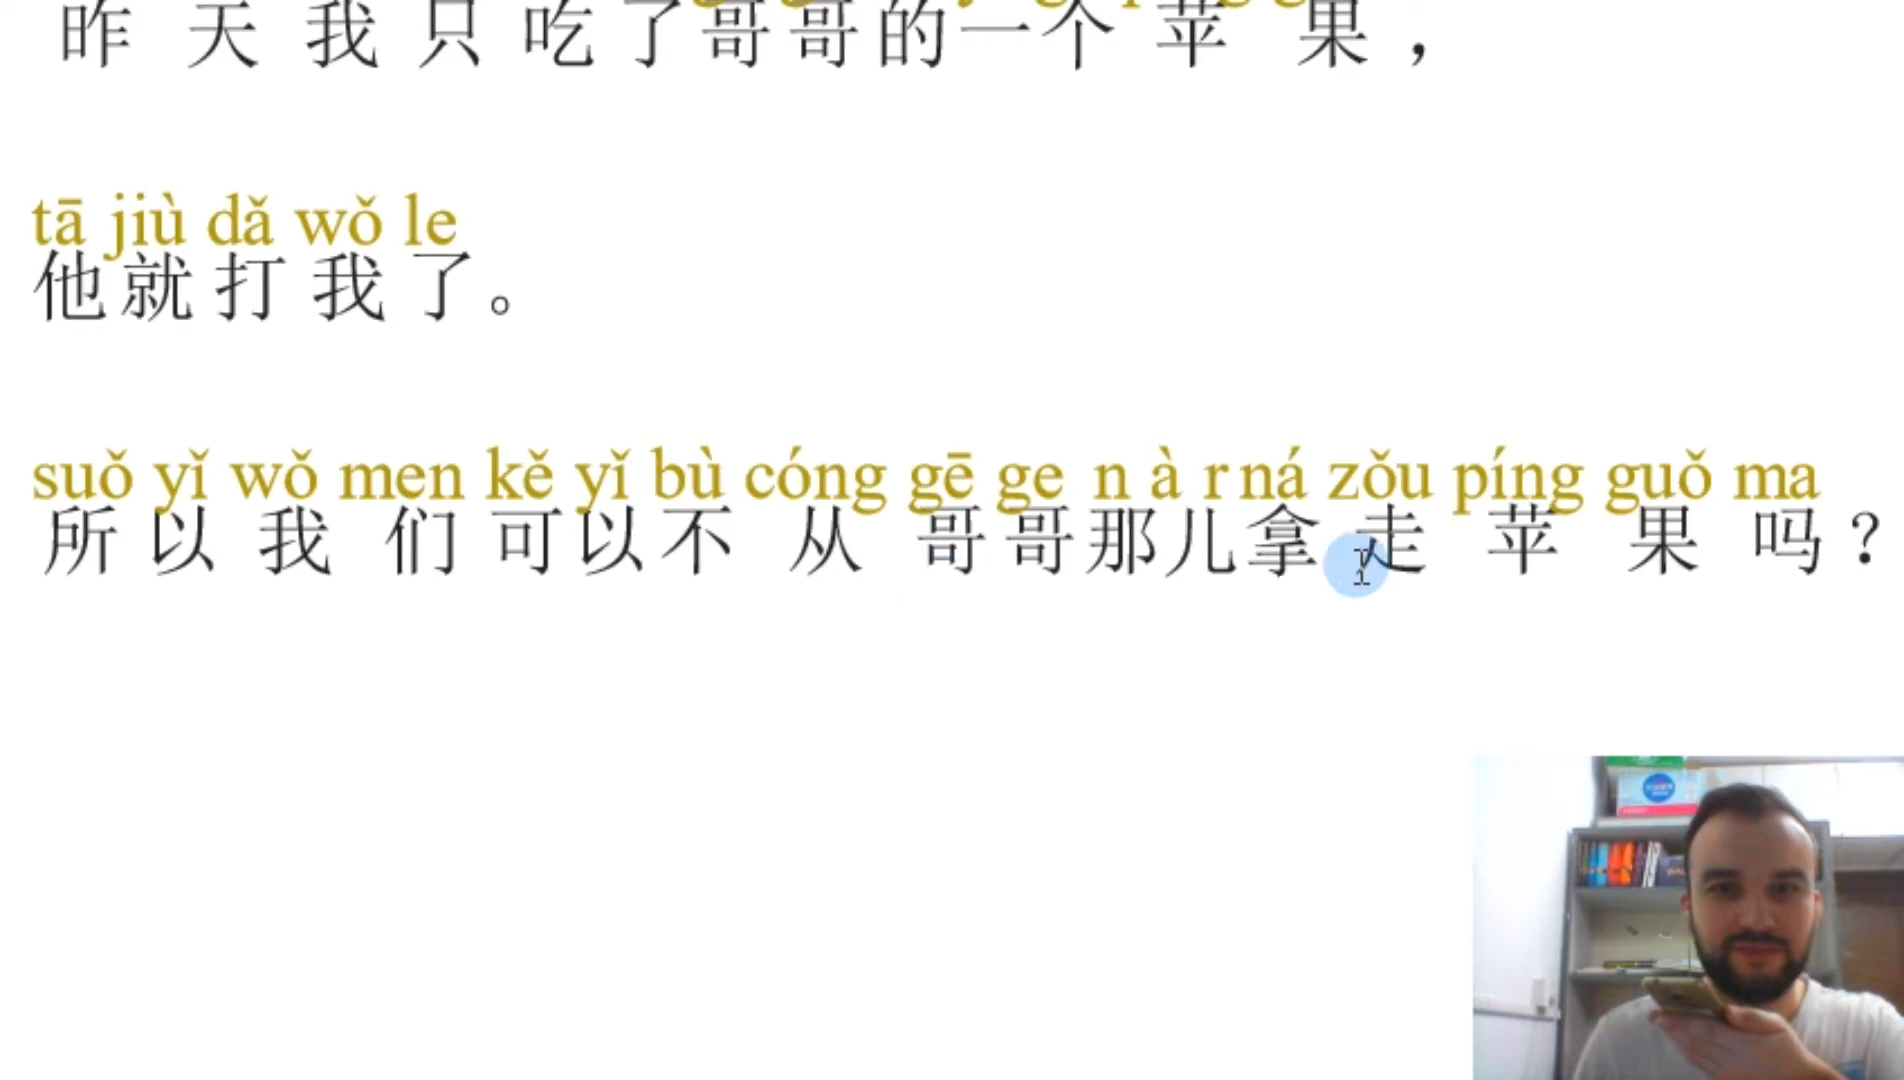 昨天我只吃了哥哥的一个苹果，
tā jiù dǎ wǒ le
他就打我了。
suǒ yǐ wǒ men kě yǐ bù cóng gē ge n à r ná zǒu píng guǒ ma
所以我们可以不从哥哥那儿拿走苹果吗？